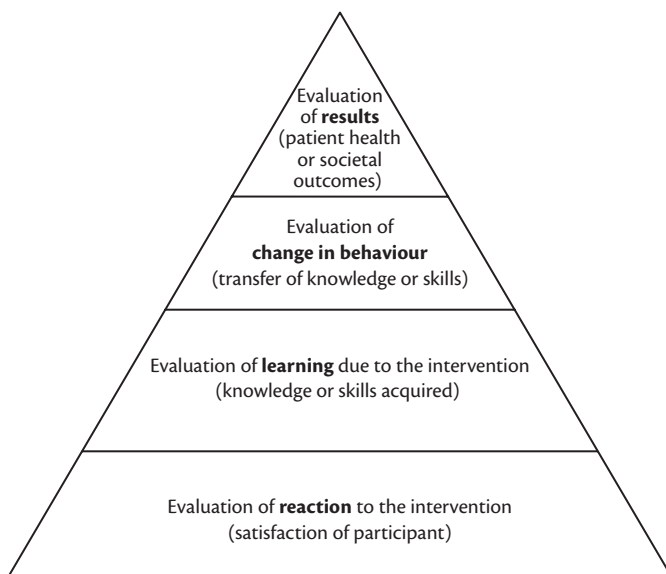 Evaluation
of results
(patient health
or societal
outcomes)
Evaluation of
change in behaviour
(transfer of knowledge or skills)
Evaluation of learning due to the intervention
(knowledge or skills acquired)
Evaluation of reaction to the intervention
(satisfaction of participant)